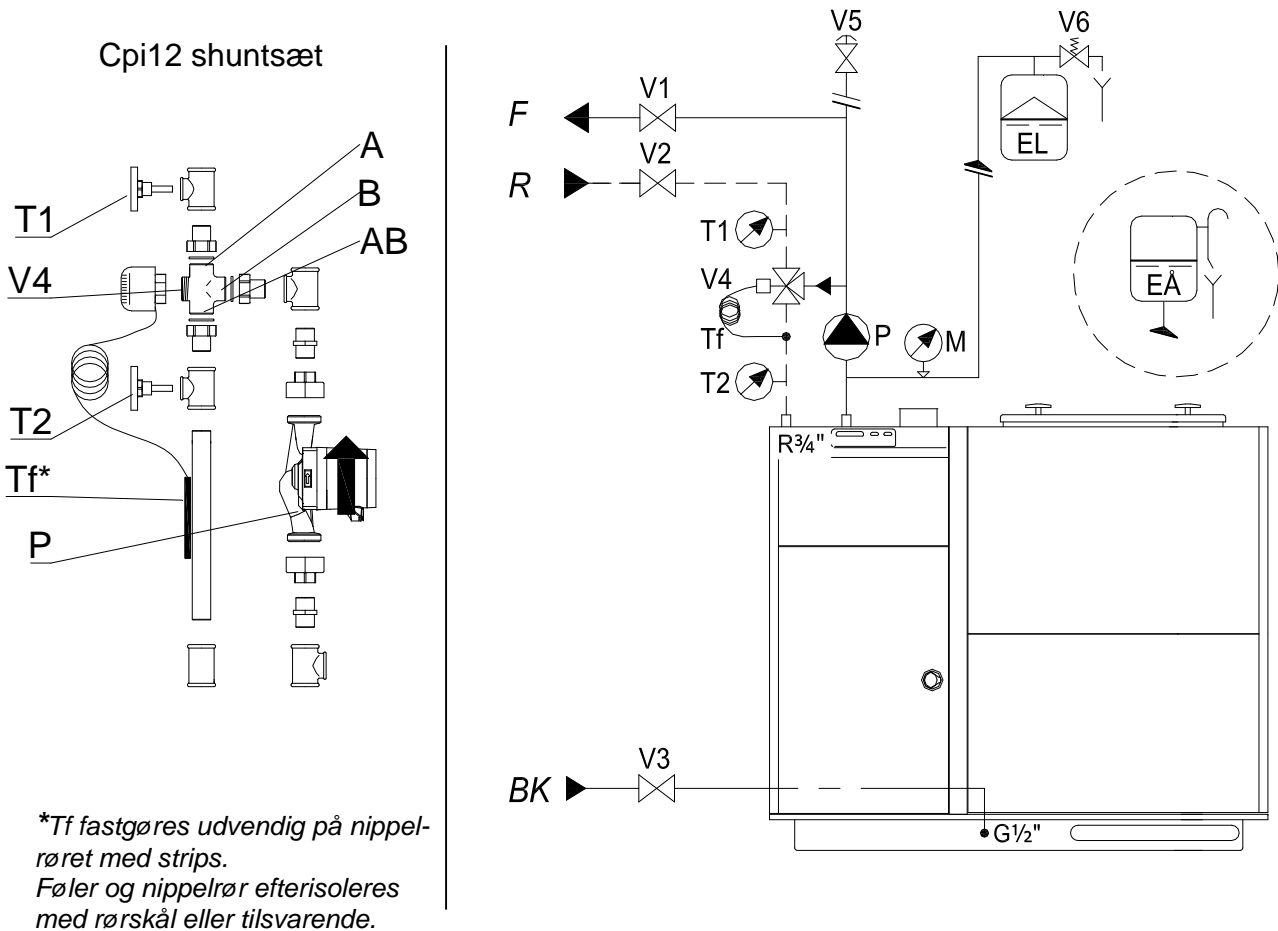 Cpi12 shuntsæt
A
B
AB
T1
V4
T2
Tf*
P
*Tf fastgøres udvendig på nippel-
røret med strips.
Føler og nippelrør efterisoleres
med rørskål eller tilsvarende.
V5
V6
V1
F
EL
V2
R
T1
EÅ
V4
Tf
P
M
T2
R¾"
V3
BK
G½"